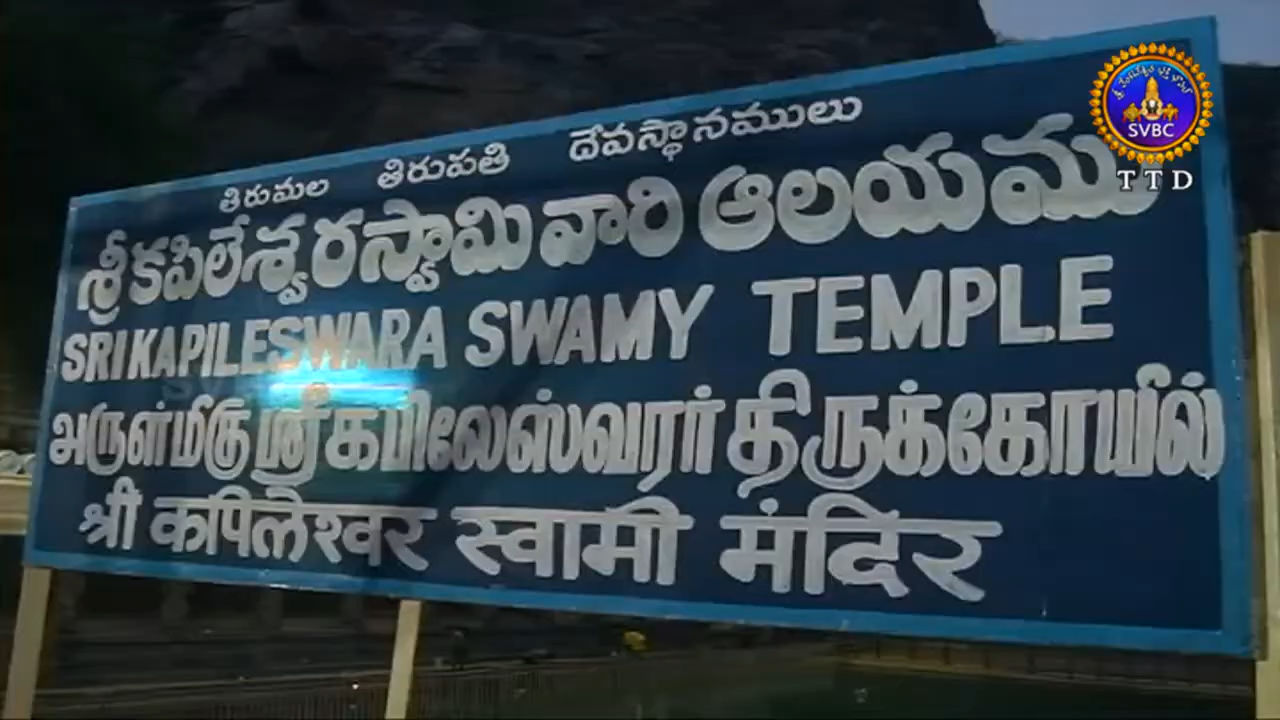 తిరుమల తిరుపతి దేవస్థానములు
శ్రీ కపిలేశ్వరస్వామి వారి ఆలయము
SRI KAPILESWARA SWAMY TEMPLE
அருள்மிகு ஸ்ரீ கபிலேஸ்வரர் திருக்கோயில்
श्री कपिलेश्वर स्वामी मंदिर
SVBC
TTD